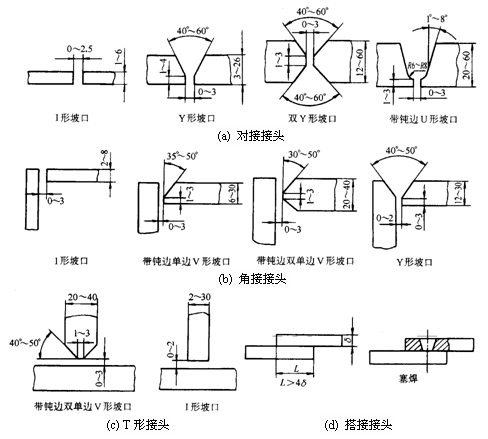 40°~60° 40°~60° 0~3 1°~8°
0~2.5 1~6 1~4 3~26 0~3 1~3 12~60 40°~60° R6~R8 20~60 1~3 0~3
I形坡口 Y形坡口 双Y形坡口 带钝边U形坡口
(a) 对接接头
2~8 0~3 35°~50° 1~3 6~30 0~3 30°~50° 1~3 20~40 0~3 40°~50° 0~2 0~3 12~30
I形坡口 带钝边单边V形坡口 带钝边双单边V形坡口 Y形坡口
(b) 角接接头
20~40 2~30
40°~50° 1~3 0~3 0~2 δ
L
L>4δ
带钝边双单边V形坡口 I形坡口 塞焊
(c)T形接头 (d) 搭接接头